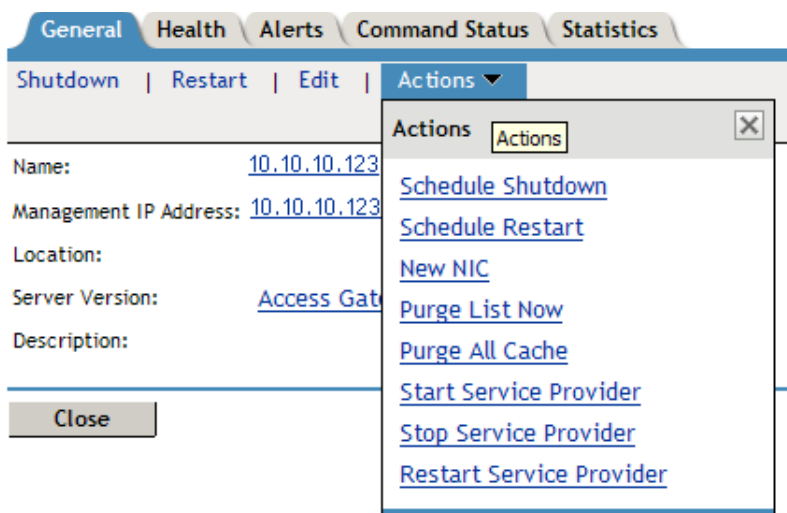 General Health Alerts Command Status Statistics
Shutdown | Restart | Edit | Actions
Actions
Actions
Name: 10.10.10.123
Management IP Address: 10.10.10.123
Location:
Server Version: Access Gat
Description:
Close
Schedule Shutdown
Schedule Restart
New NIC
Purge List Now
Purge All Cache
Start Service Provider
Stop Service Provider
Restart Service Provider